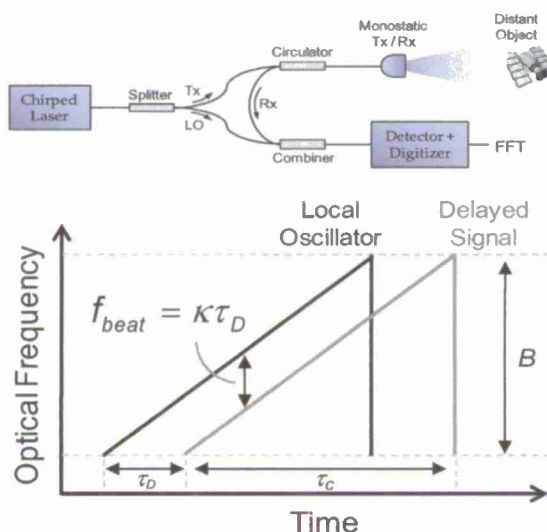 Monostatic
Tx / Rx
Distant
Object
Circulator
Chirped
Laser
Splitter
Tx
LO
Rx
Combiner
Detector +
Digitizer
FFT
Local
Oscillator
Delayed
Signal
f_beat = κτ_D
B
Optical Frequency
τ_D
τ_C
Time